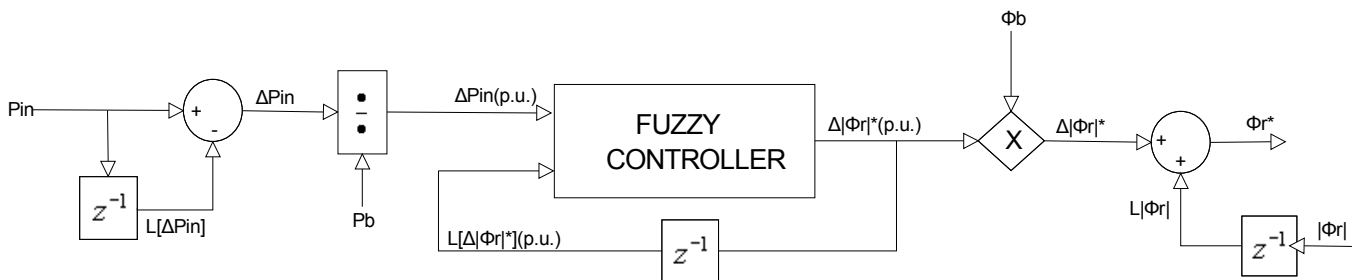 Φb
Pin
+
-
ΔPin
ΔPin(p.u.)
FUZZY
CONTROLLER
Δ|Φr|*(p.u.)
X
Δ|Φr|*
+
+
Φr*
z⁻¹
L[ΔPin]
Pb
L[Δ|Φr|*](p.u.)
z⁻¹
L|Φr|
z⁻¹
|Φr|